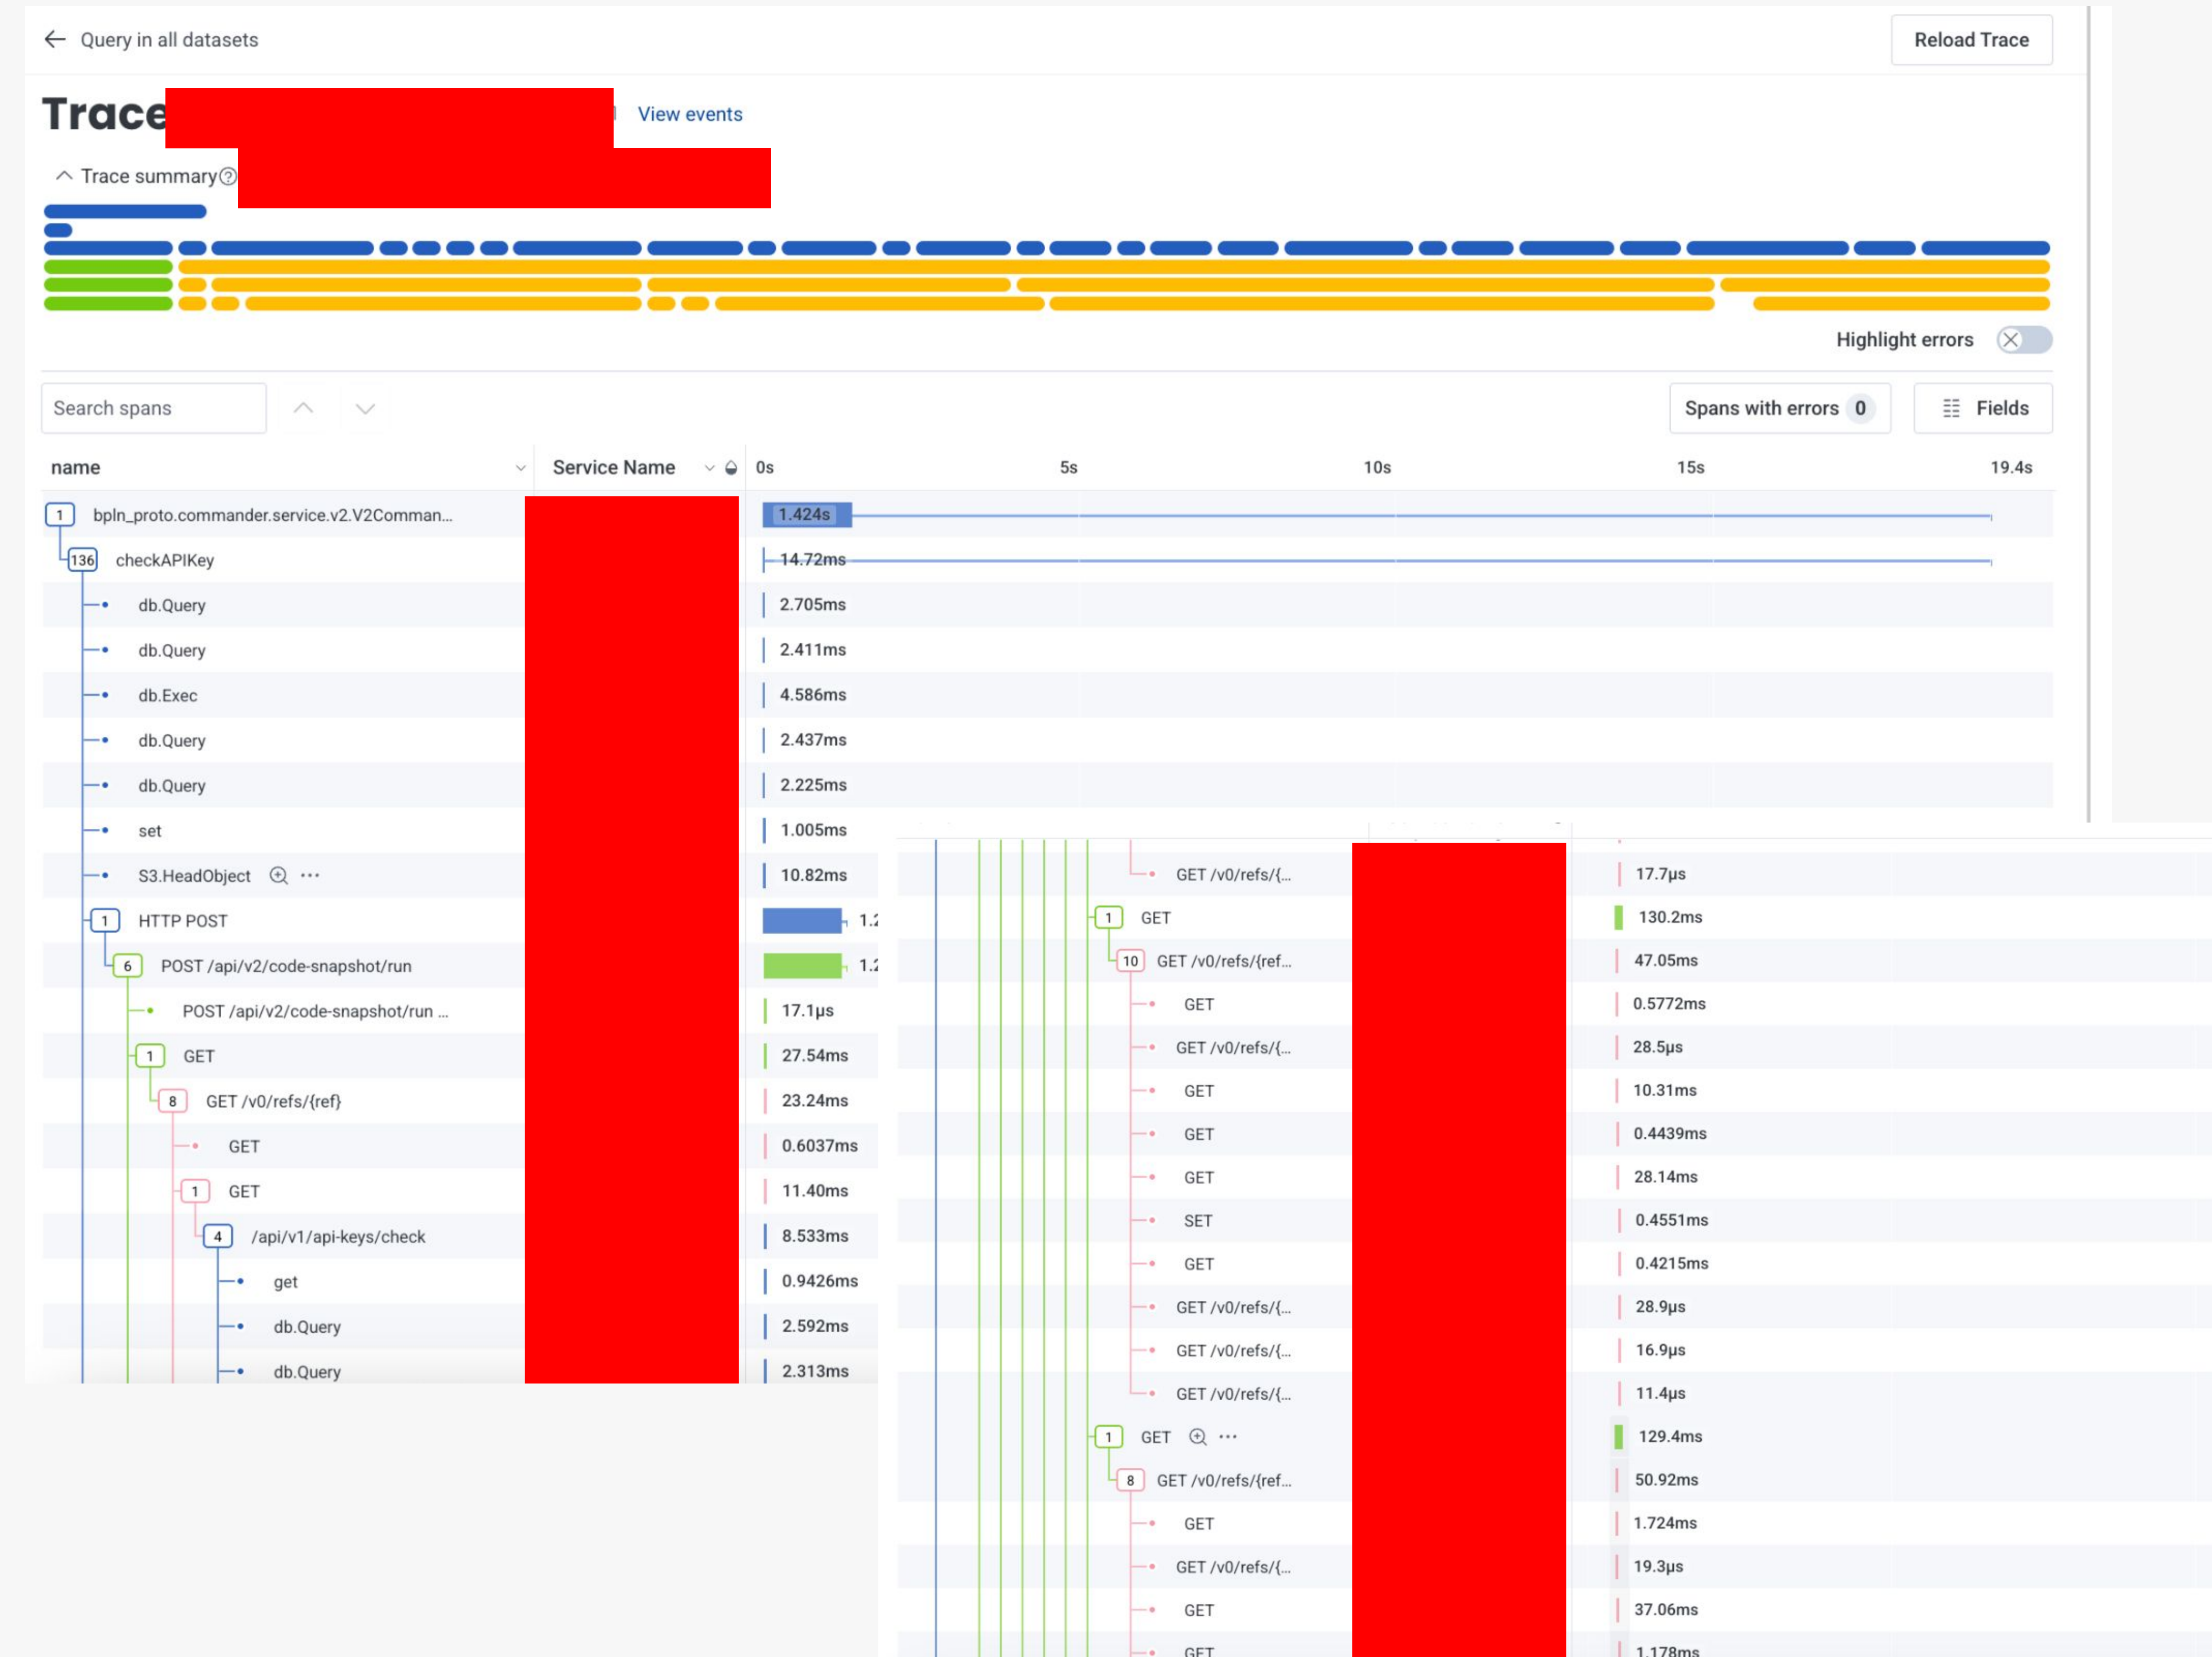 Query in all datasets
Reload Trace
Trace
View events
Trace summary
Highlight errors
Search spans
Spans with errors 0
Fields
name Service Name 0s 5s 10s 15s 19.4s
1 bpln_proto.commander.service.v2.V2Comman... 1.424s
136 checkAPIKey 14.72ms
db.Query 2.705ms
db.Query 2.411ms
db.Exec 4.586ms
db.Query 2.437ms
db.Query 2.225ms
set 1.005ms
S3.HeadObject 10.82ms
1 HTTP POST
6 POST /api/v2/code-snapshot/run
POST /api/v2/code-snapshot/run ... 17.1µs
1 GET 27.54ms
8 GET /v0/refs/{ref} 23.24ms
GET 0.6037ms
1 GET 11.40ms
4 /api/v1/api-keys/check 8.533ms
get 0.9426ms
db.Query 2.592ms
db.Query 2.313ms
GET /v0/refs/{... 17.7µs
1 GET 130.2ms
10 GET /v0/refs/{ref... 47.05ms
GET 0.5772ms
GET /v0/refs/{... 28.5µs
GET 10.31ms
GET 0.4439ms
GET 28.14ms
SET 0.4551ms
GET 0.4215ms
GET /v0/refs/{... 28.9µs
GET /v0/refs/{... 16.9µs
GET /v0/refs/{... 11.4µs
1 GET 129.4ms
8 GET /v0/refs/{ref... 50.92ms
GET 1.724ms
GET /v0/refs/{... 19.3µs
GET 37.06ms
GET 1.178ms